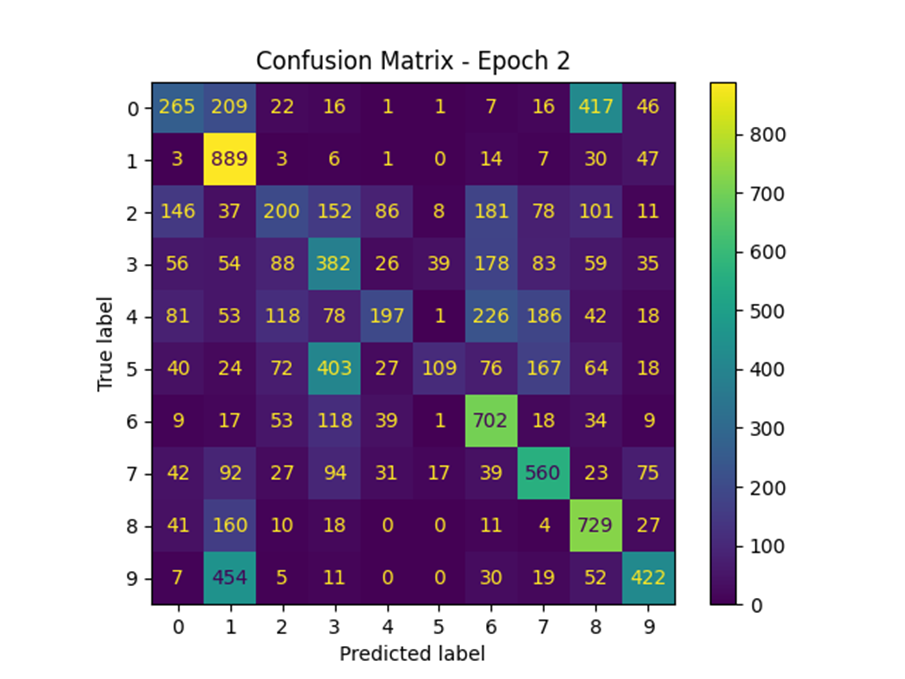 Confusion Matrix - Epoch 2
0 265 209 22 16 1 1 7 16 417 46
1 3 889 3 6 1 0 14 7 30 47
2 146 37 200 152 86 8 181 78 101 11
3 56 54 88 382 26 39 178 83 59 35
4 81 53 118 78 197 1 226 186 42 18
5 40 24 72 403 27 109 76 167 64 18
6 9 17 53 118 39 1 702 18 34 9
7 42 92 27 94 31 17 39 560 23 75
8 41 160 10 18 0 0 11 4 729 27
9 7 454 5 11 0 0 30 19 52 422
0 1 2 3 4 5 6 7 8 9
Predicted label
True label
800
700
600
500
400
300
200
100
0